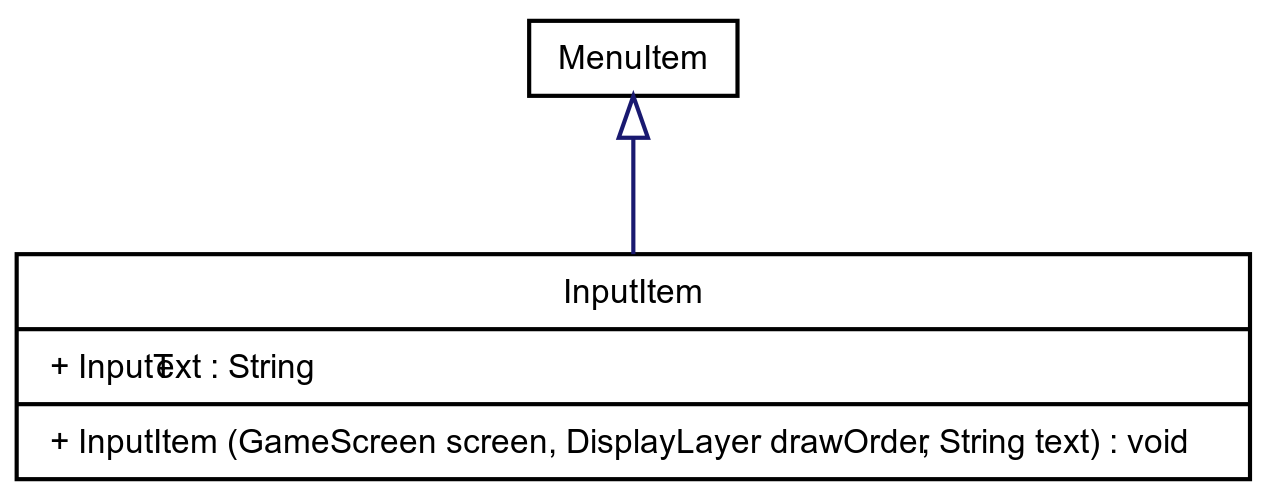 MenuItem
InputItem
+ InputText : String
+ InputItem (GameScreen screen, DisplayLayer drawOrder, String text) : void